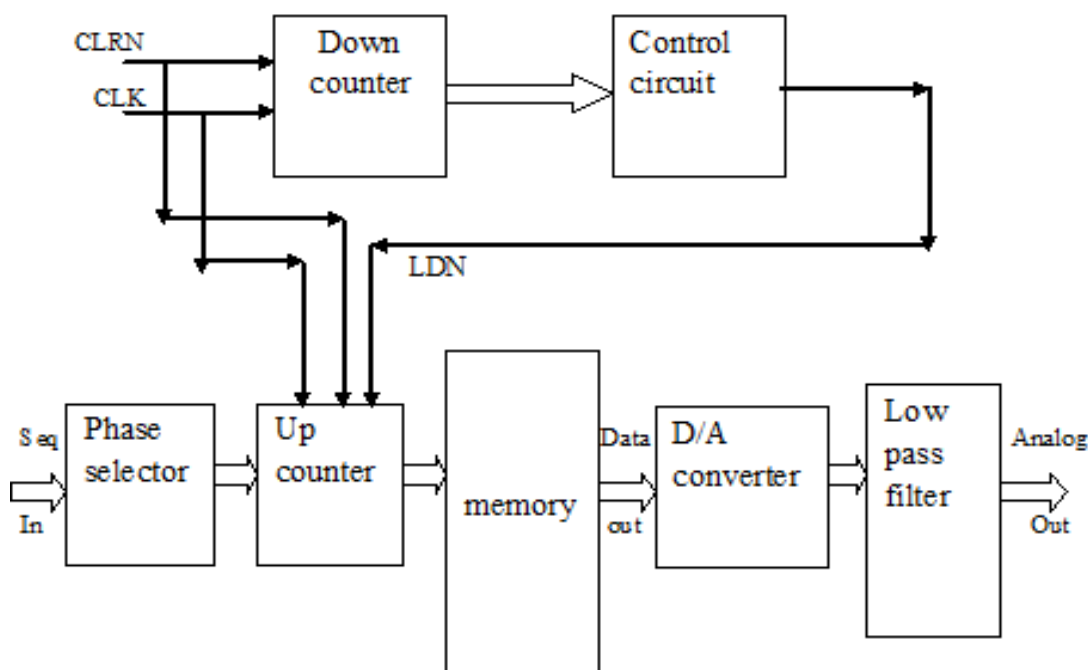 CLRN
CLK
Down
counter
Control
circuit
LDN
Seq
In
Phase
selector
Up
counter
memory
Data
out
D/A
converter
Low
pass
filter
Analog
Out